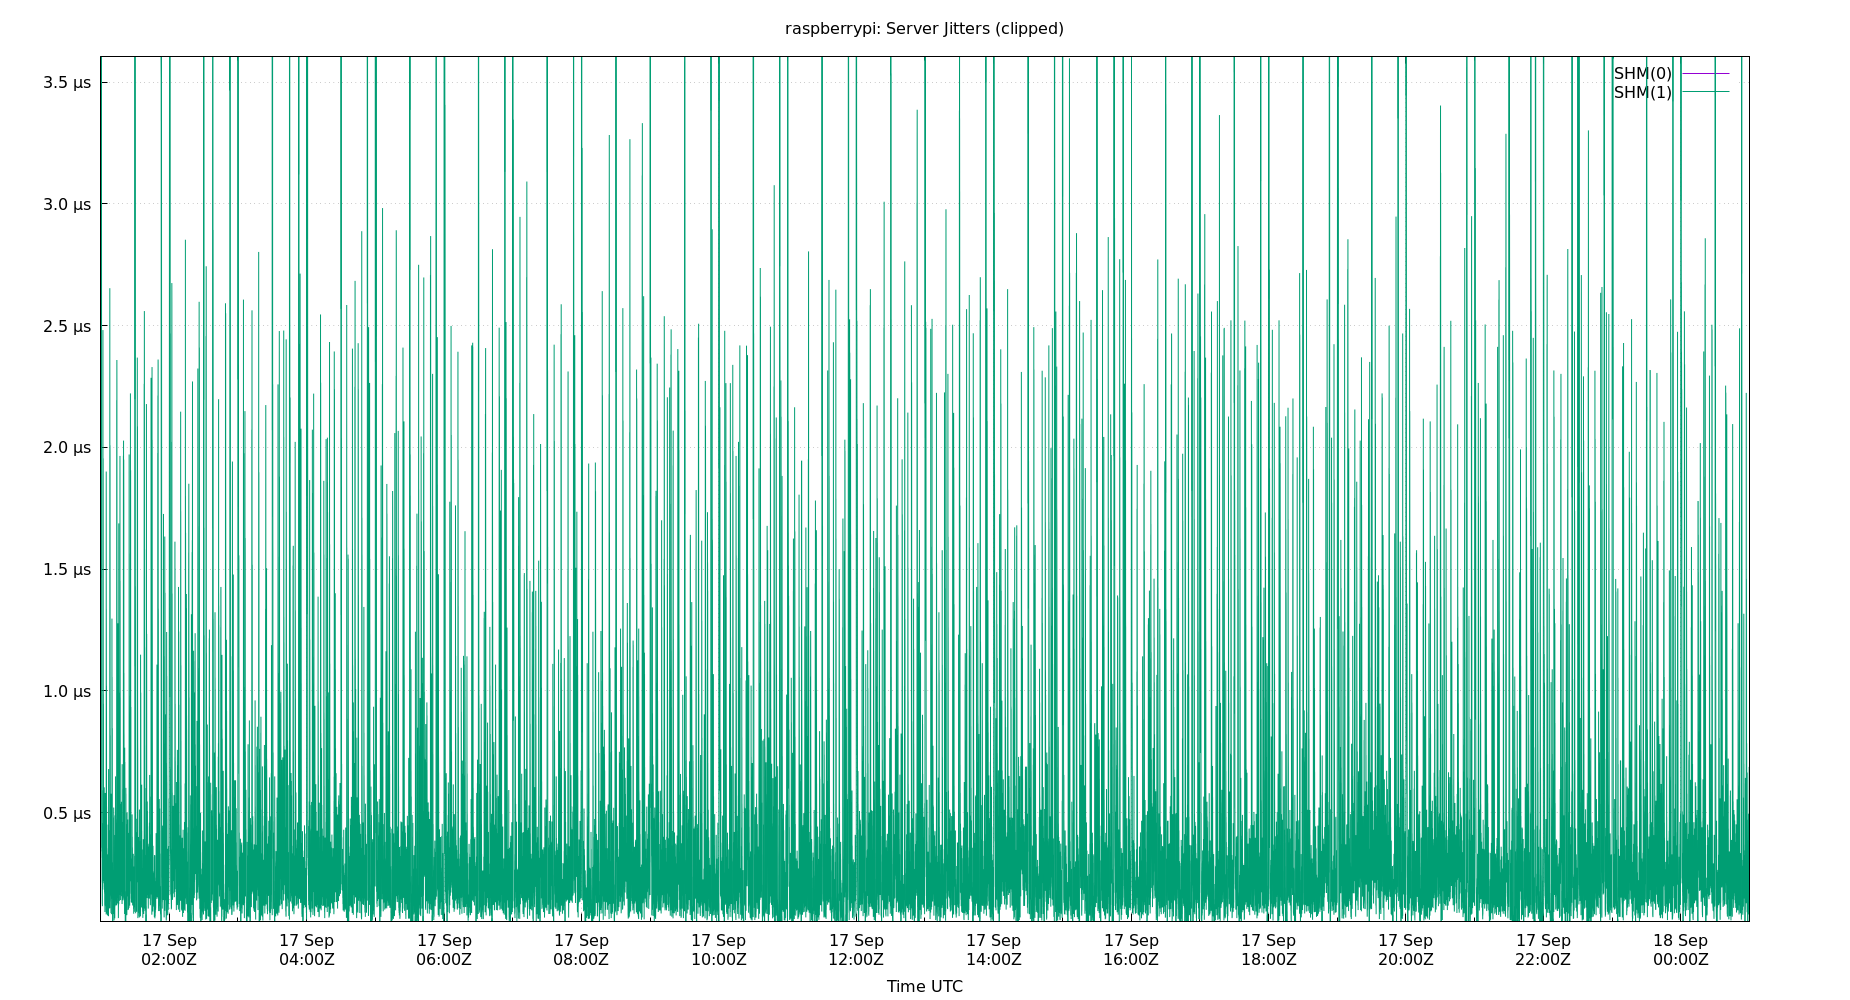 raspberrypi: Server Jitters (clipped)
SHM(0)
SHM(1)
3.5 µs
3.0 µs
2.5 µs
2.0 µs
1.5 µs
1.0 µs
0.5 µs
17 Sep 17 Sep 17 Sep 17 Sep 17 Sep 17 Sep 17 Sep 17 Sep 17 Sep 17 Sep 17 Sep 18 Sep
02:00Z 04:00Z 06:00Z 08:00Z 10:00Z 12:00Z 14:00Z 16:00Z 18:00Z 20:00Z 22:00Z 00:00Z
Time UTC